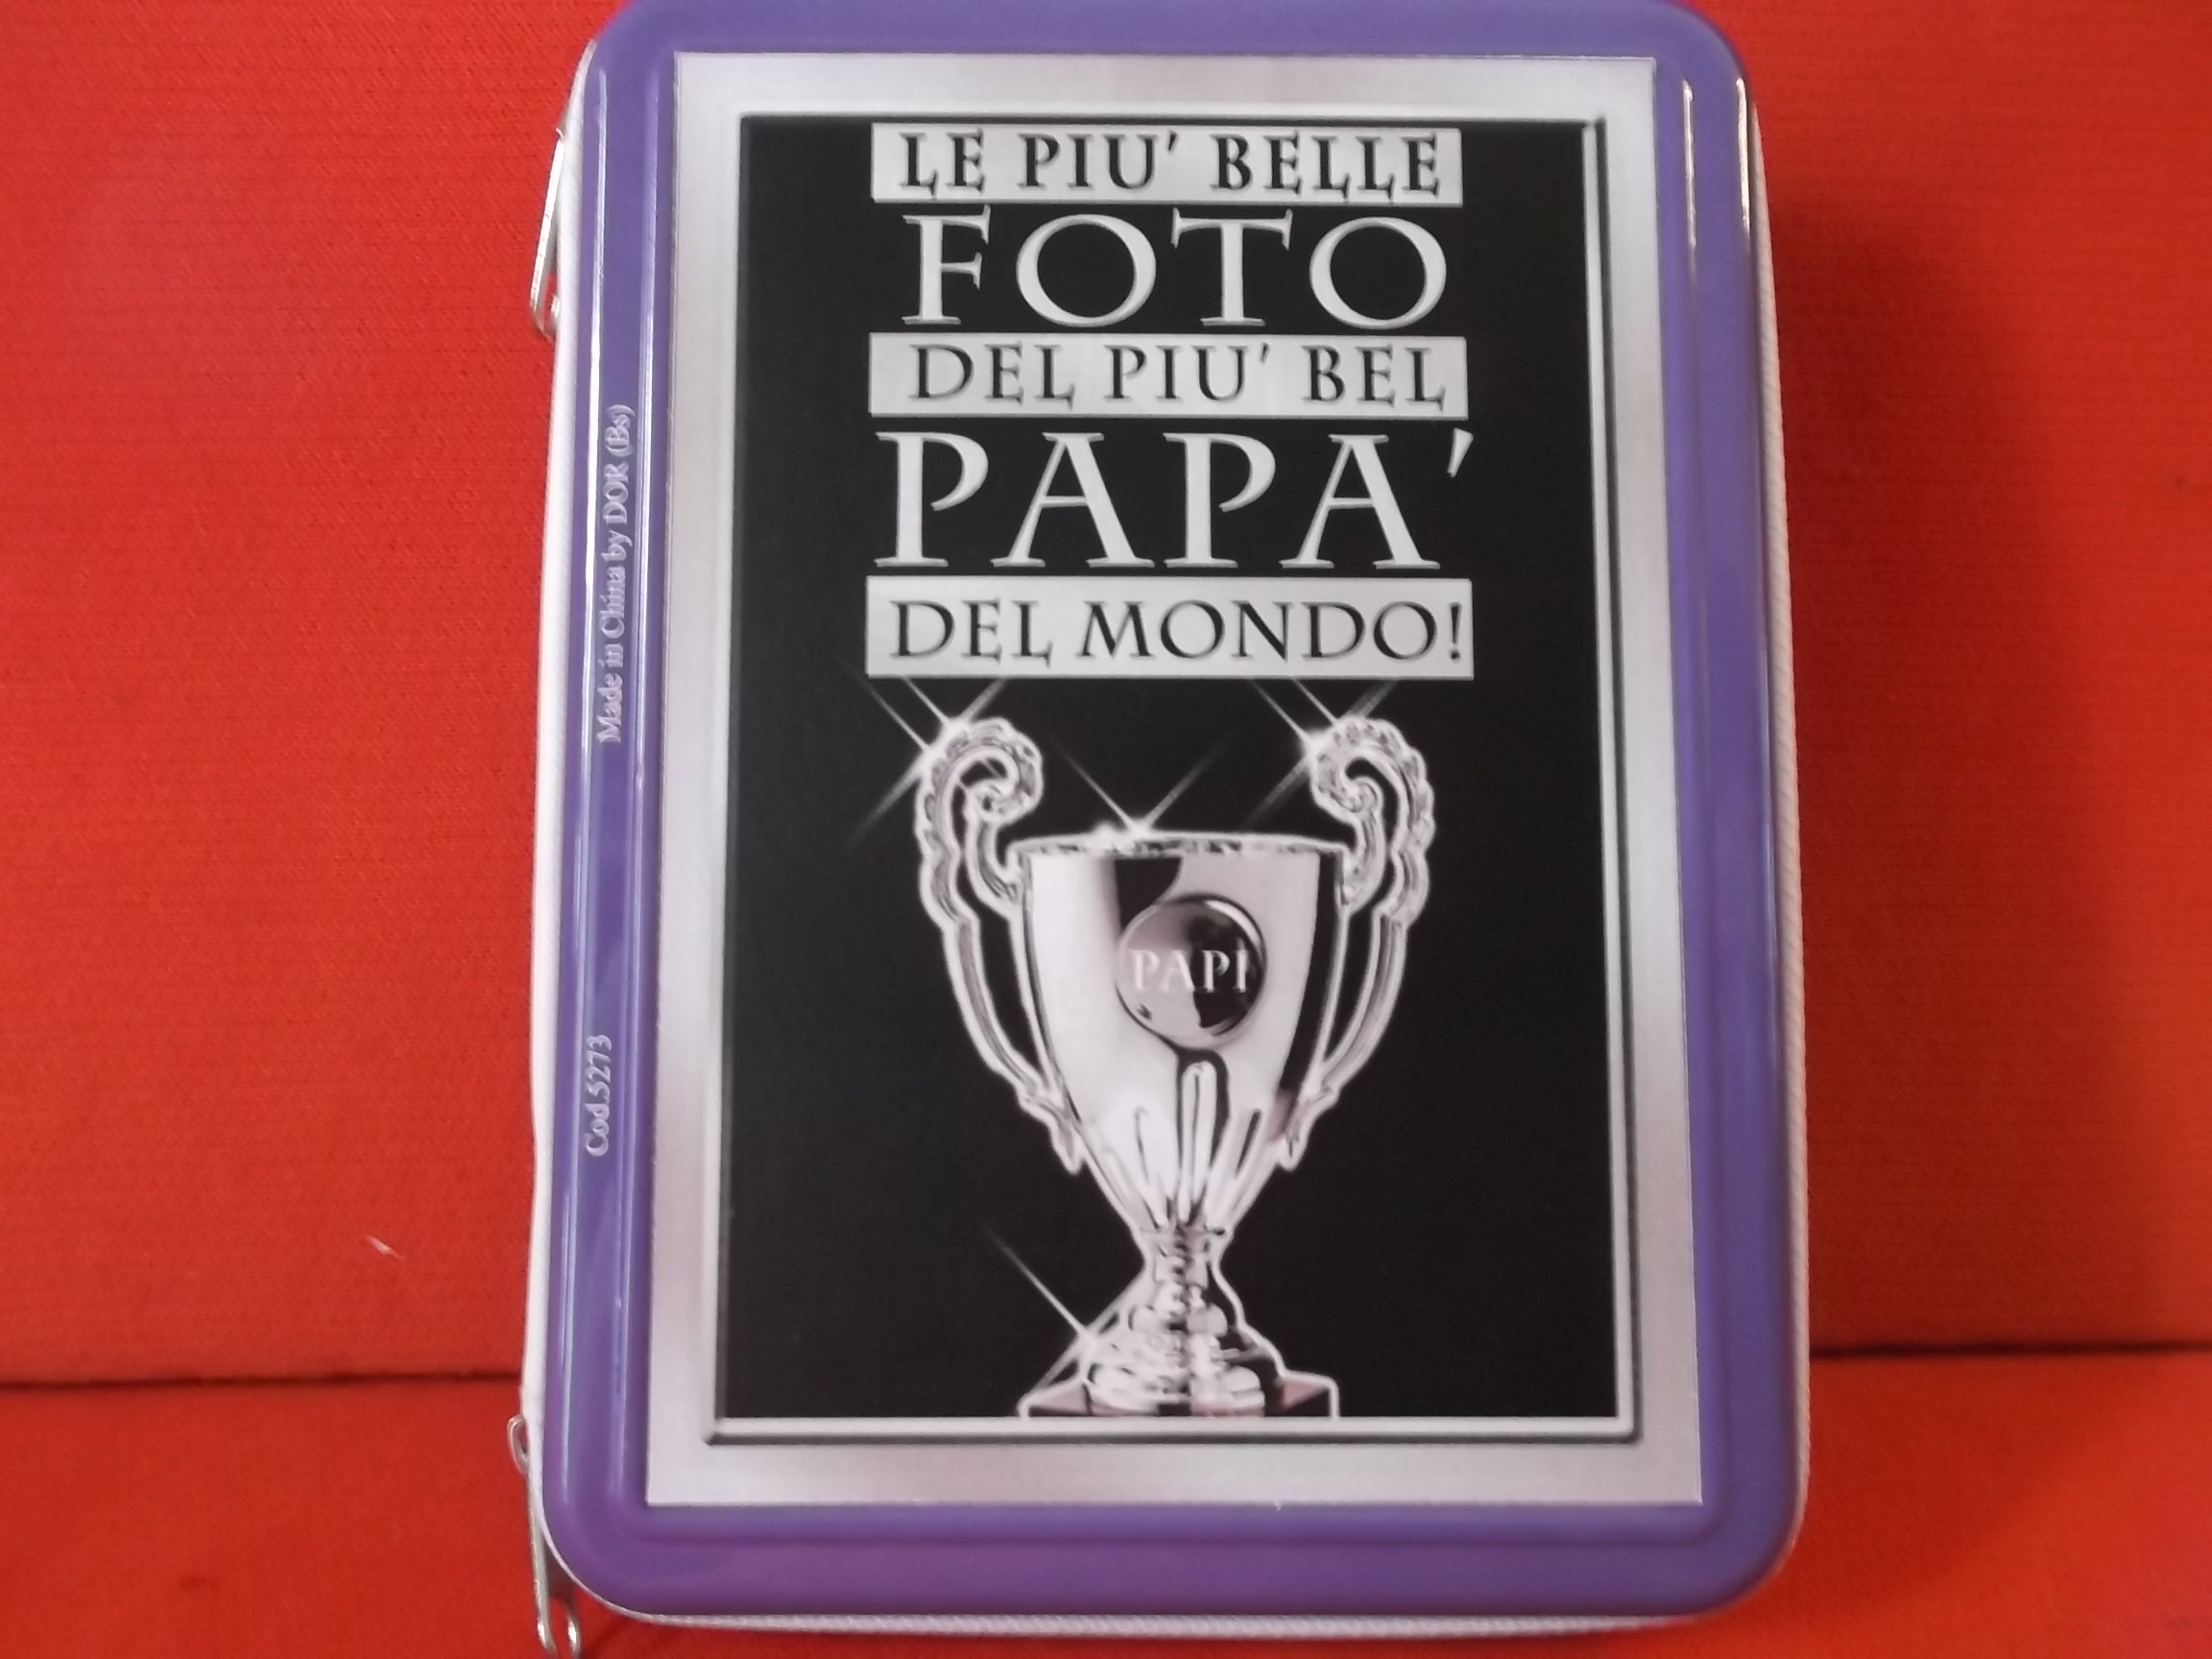 LE PIU' BELLE
FOTO
DEL PIU' BEL
PAPA'
DEL MONDO!
PAPI
Made in China by DOR (Bs)
Cod.5273